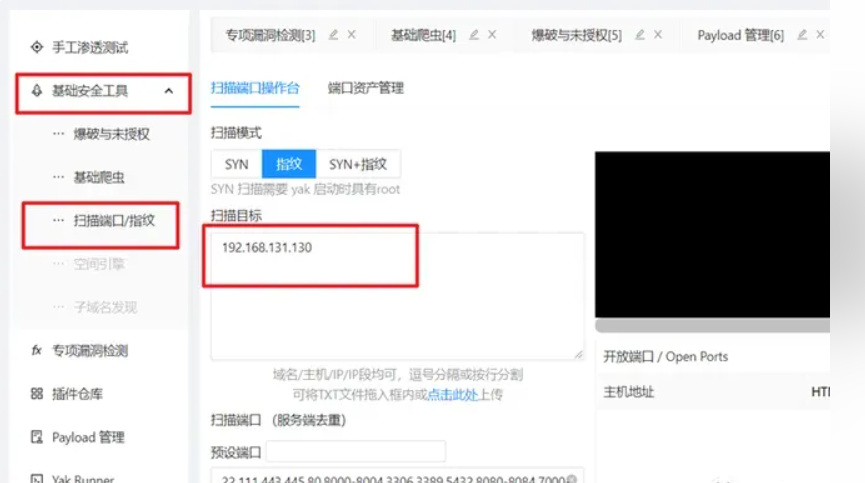 专项漏洞检测[3] 基础爬虫[4] 爆破与未授权[5] Payload 管理[6]
手工渗透测试
基础安全工具
爆破与未授权
基础爬虫
扫描端口/指纹
空间引擎
子域名发现
fx 专项漏洞检测
插件仓库
Payload 管理
Yak Runner
扫描端口操作台 端口资产管理
扫描模式
SYN 指纹 SYN+指纹
SYN 扫描需要 yak 启动时具有root
扫描目标
192.168.131.130
域名/主机/IP/IP段均可，逗号分隔或按行分割
可将TXT文件拖入框内或点击此处上传
扫描端口 （服务端去重）
预设端口
22,111,443,445,80,8000-8004,3306,3389,5432,8080-8084,7000
开放端口 / Open Ports
主机地址